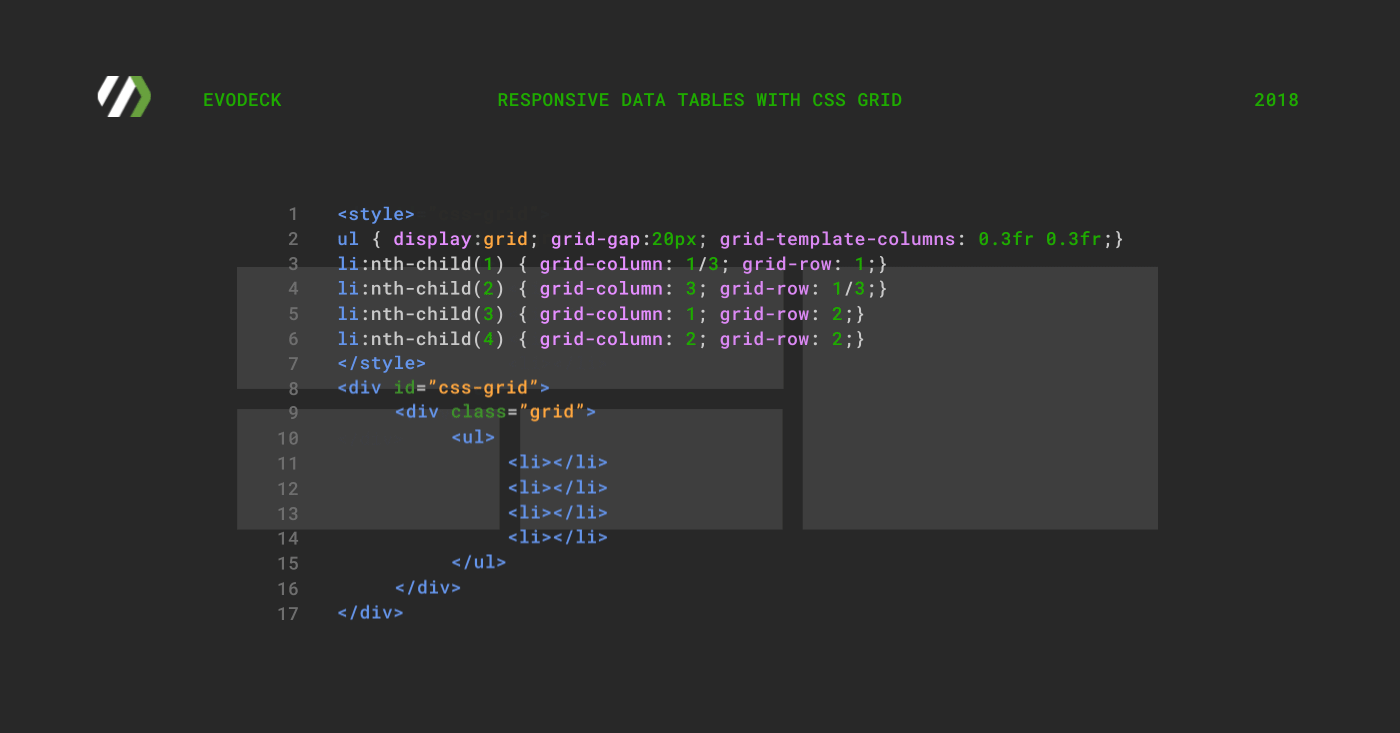 EVODECK RESPONSIVE DATA TABLES WITH CSS GRID 2018
1 <style>
2 ul { display:grid; grid-gap:20px; grid-template-columns: 0.3fr 0.3fr;}
3 li:nth-child(1) { grid-column: 1/3; grid-row: 1;}
4 li:nth-child(2) { grid-column: 3; grid-row: 1/3;}
5 li:nth-child(3) { grid-column: 1; grid-row: 2;}
6 li:nth-child(4) { grid-column: 2; grid-row: 2;}
7 </style>
8 <div id=”css-grid”>
9 <div class=”grid”>
10 <ul>
11 <li></li>
12 <li></li>
13 <li></li>
14 <li></li>
15 </ul>
16 </div>
17 </div>